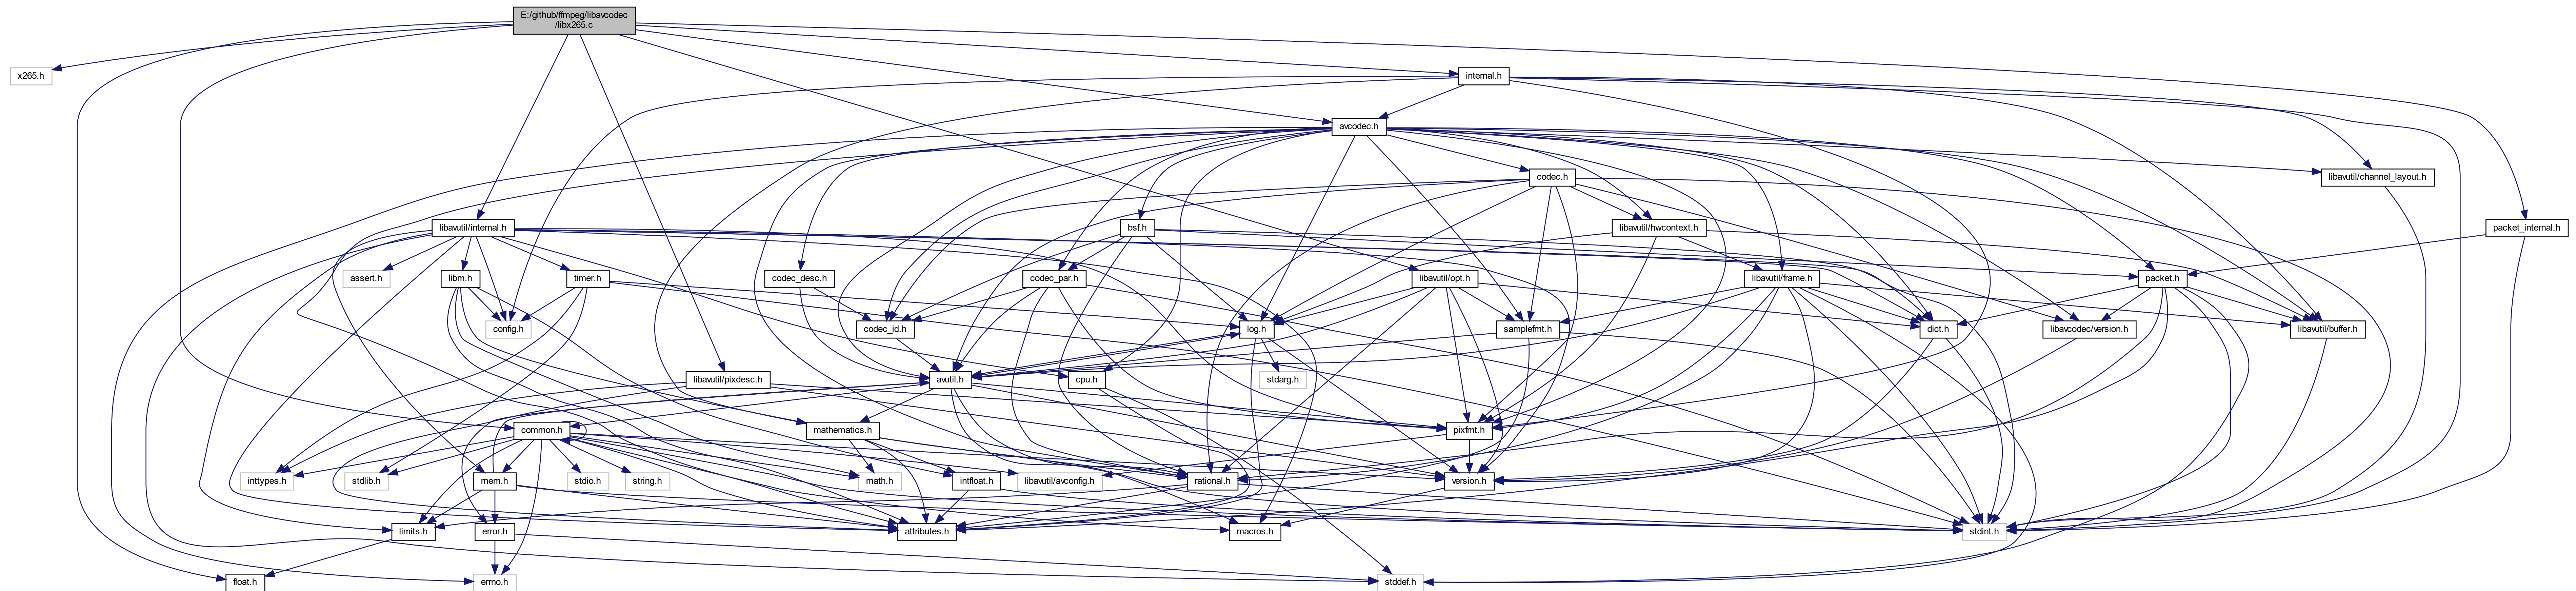 E:/github/ffmpeg/libavcodec
/libx265.c
x265.h
internal.h
avcodec.h
codec.h
libavutil/channel_layout.h
libavutil/internal.h
bsf.h
libavutil/hwcontext.h
packet_internal.h
assert.h
libm.h
timer.h
codec_desc.h
codec_par.h
libavutil/opt.h
libavutil/frame.h
packet.h
config.h
codec_id.h
log.h
samplefmt.h
dict.h
libavcodec/version.h
libavutil/buffer.h
libavutil/pixdesc.h
avutil.h
cpu.h
stdarg.h
common.h
mathematics.h
pixfmt.h
inttypes.h
stdlib.h
mem.h
stdio.h
string.h
math.h
intfloat.h
libavutil/avconfig.h
rational.h
version.h
limits.h
error.h
attributes.h
macros.h
stdint.h
float.h
errno.h
stddef.h